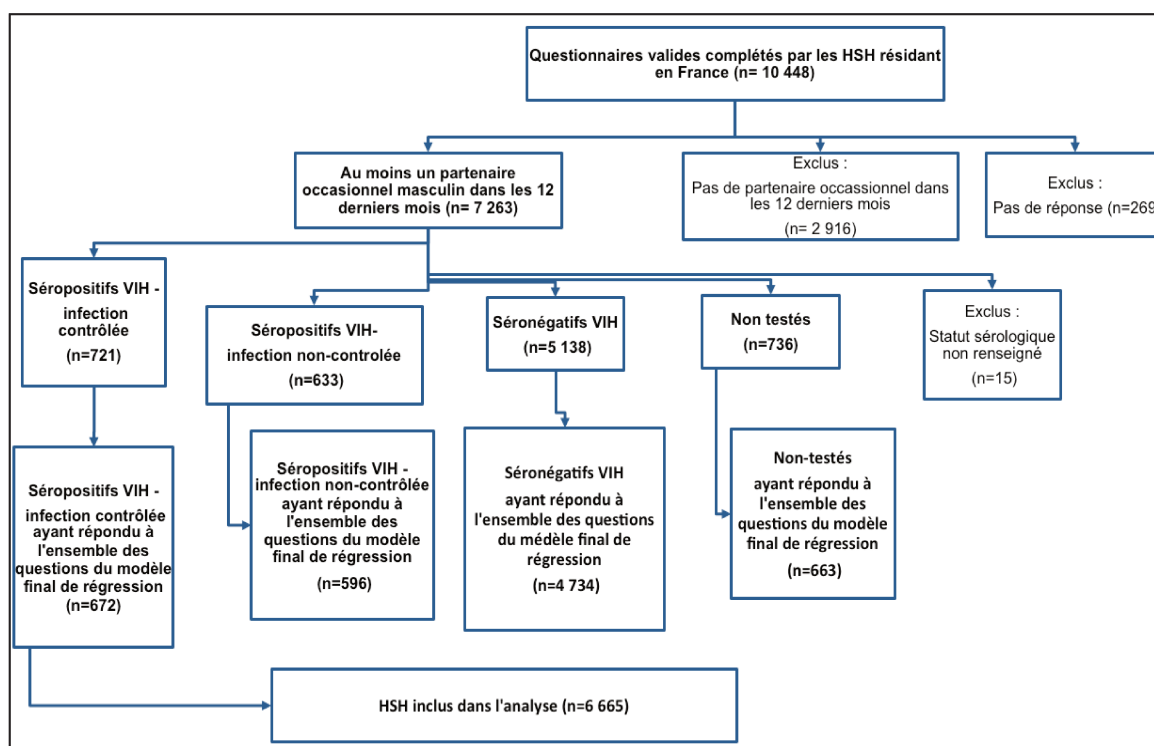 Questionnaires valides complétés par les HSH résidant
en France (n= 10 448)
Au moins un partenaire
occasionnel masculin dans les 12
derniers mois (n= 7 263)
Exclus :
Pas de partenaire occassionnel dans
les 12 derniers mois
(n= 2 916)
Exclus :
Pas de réponse (n=269
Séropositifs VIH -
infection
contrôlée
(n=721)
Séropositifs VIH-
infection non-controlée
(n=633)
Séronégatifs VIH
(n=5 138)
Non testés
(n=736)
Exclus :
Statut sérologique
non renseigné
(n=15)
Séropositifs VIH -
infection contrôlée
ayant répondu à
l'ensemble des
questions du modèle
final de régression
(n=672)
Séropositifs VIH -
infection non-contrôlée
ayant répondu à
l'ensemble des
questions du modèle
final de régression
(n=596)
Séronégatifs VIH
ayant répondu à
l'ensemble des questions
du médèle final de
régression
(n=4 734)
Non-testés
ayant répondu à
l'ensemble des
questions du modèle
final de régression
(n=663)
HSH inclus dans l'analyse (n=6 665)